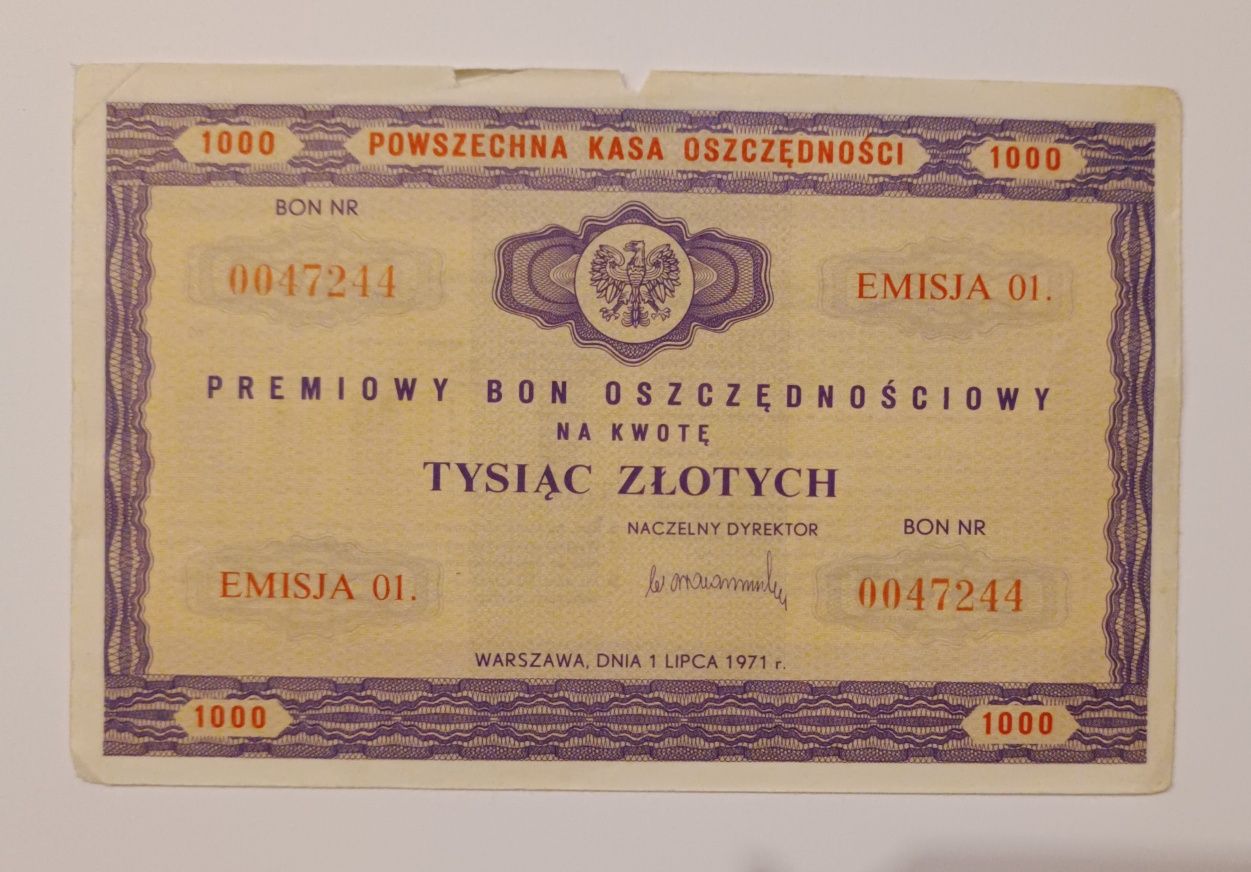 1000 POWSZECHNA KASA OSZCZĘDNOŚCI 1000
BON NR
0047244
EMISJA 01.
PREMIOWY BON OSZCZĘDNOŚCIOWY
NA KWOTĘ
TYSIĄC ZŁOTYCH
NACZELNY DYREKTOR
BON NR
EMISJA 01.
0047244
WARSZAWA, DNIA 1 LIPCA 1971 r.
1000
1000